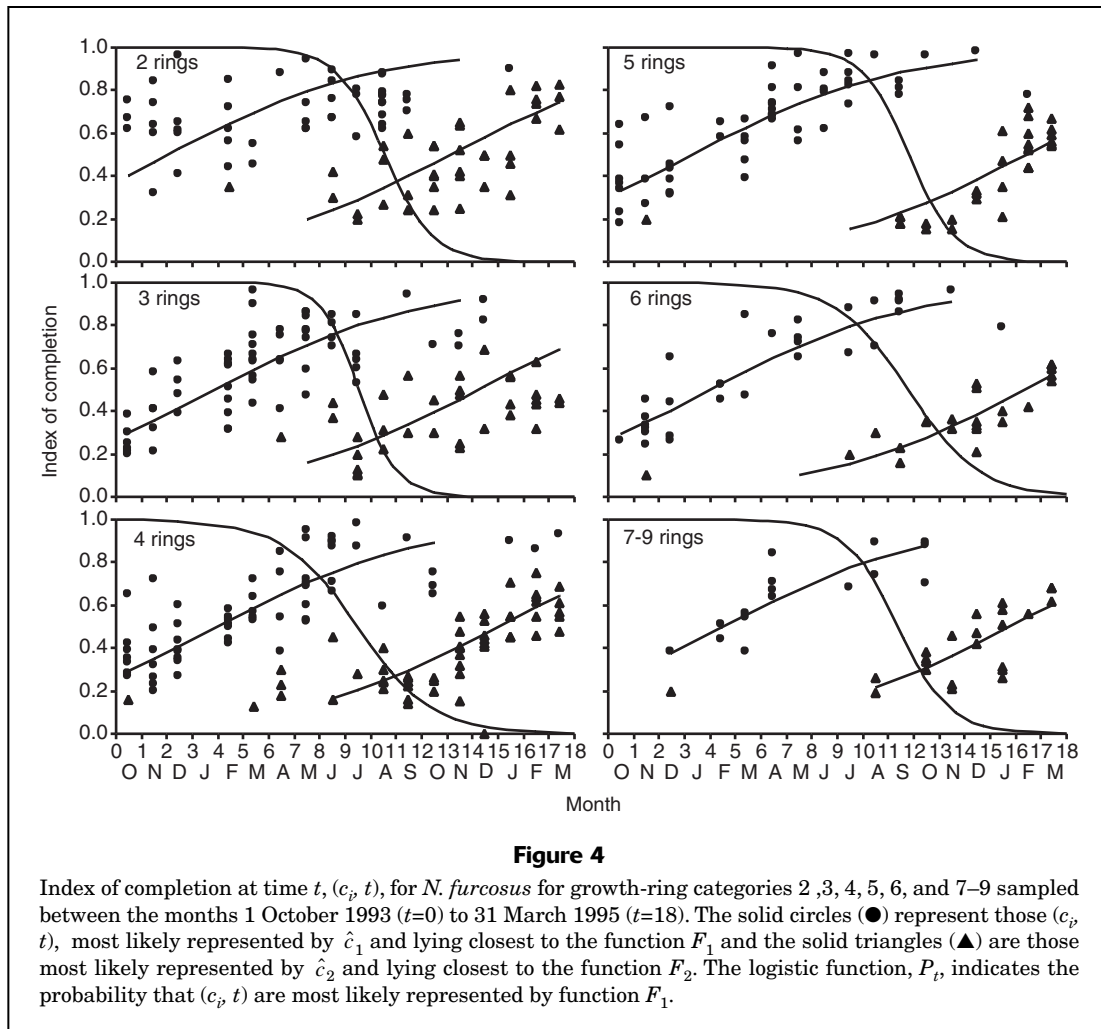 2 rings
5 rings
1.0
0.8
0.6
0.4
0.2
0.0
3 rings
6 rings
1.0
0.8
0.6
0.4
0.2
0.0
Index of completion
4 rings
7-9 rings
1.0
0.8
0.6
0.4
0.2
0.0
0 1 2 3 4 5 6 7 8 9 10 11 12 13 14 15 16 17 18
O N D J F M A M J J A S O N D J F M
0 1 2 3 4 5 6 7 8 9 10 11 12 13 14 15 16 17 18
O N D J F M A M J J A S O N D J F M
Month
Figure 4
Index of completion at time t, (cᵢ, t), for N. furcosus for growth-ring categories 2 ,3, 4, 5, 6, and 7–9 sampled
between the months 1 October 1993 (t=0) to 31 March 1995 (t=18). The solid circles (●) represent those (cᵢ,
t), most likely represented by ĉ₁ and lying closest to the function F₁ and the solid triangles (▲) are those
most likely represented by ĉ₂ and lying closest to the function F₂. The logistic function, Pₜ, indicates the
probability that (cᵢ, t) are most likely represented by function F₁.